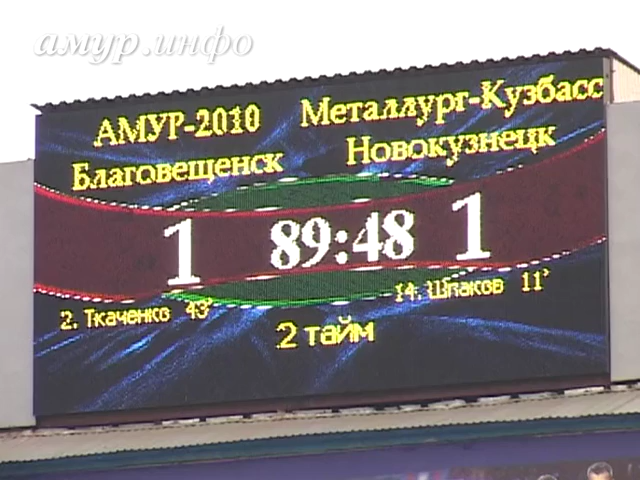 амур.инфо
АМУР-2010 Металлург-Кузбасс
Благовещенск Новокузнецк
1 89:48 1
2. Ткаченко 43' 14. Шпаков 11'
2 тайм